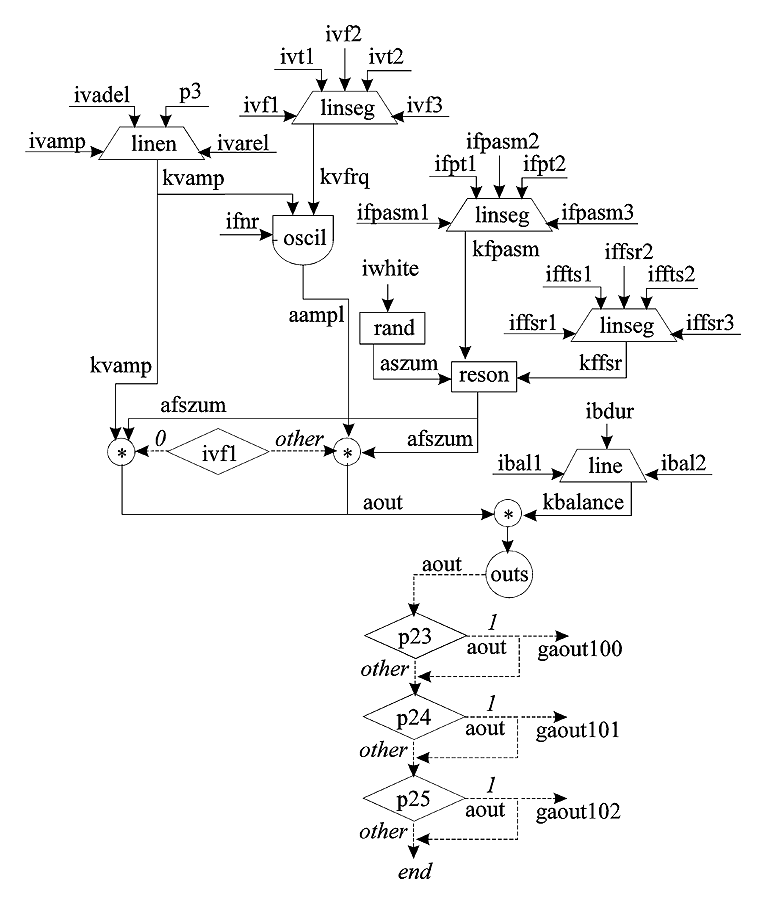 ivf2
ivt1
ivt2
ivadel
p3
ivf1
linseg
ivf3
ivamp
linen
ivarel
ifpasm2
kvamp
kvfrq
ifpt1
ifpt2
ifnr
oscil
ifpasm1
linseg
ifpasm3
kfpasm
iffsr2
iwhite
iffts1
iffts2
aampl
rand
iffsr1
linseg
iffsr3
kvamp
aszum
reson
kffsr
afszum
ibdur
0
other
afszum
*
ivf1
*
ibal1
line
ibal2
aout
kbalance
*
aout
outs
p23
1
aout
gaout100
other
p24
1
aout
gaout101
other
p25
1
aout
gaout102
other
end